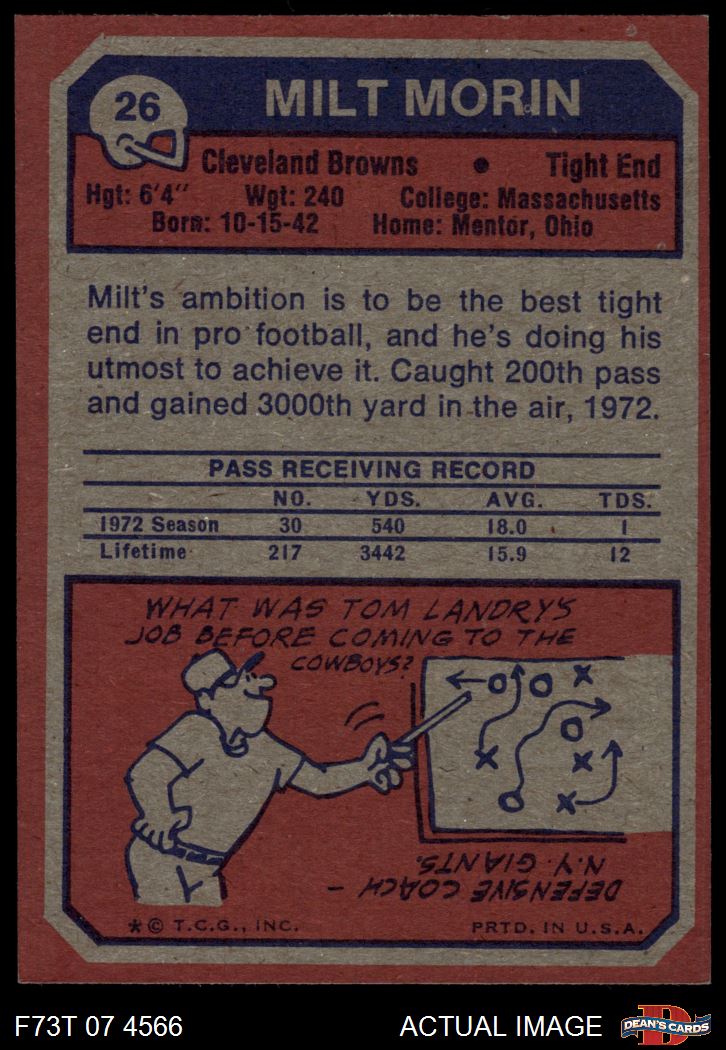 26
MILT MORIN
Cleveland Browns • Tight End
Hgt: 6'4" Wgt: 240 College: Massachusetts
Born: 10-15-42 Home: Mentor, Ohio
Milt's ambition is to be the best tight
end in pro football, and he's doing his
utmost to achieve it. Caught 200th pass
and gained 3000th yard in the air, 1972.
PASS RECEIVING RECORD
NO. YDS. AVG. TDS.
1972 Season 30 540 18.0 1
Lifetime 217 3442 15.9 12
WHAT WAS TOM LANDRY'S
JOB BEFORE COMING TO THE
COWBOYS?
DEFENSIVE COACH –
N.Y. GIANTS.
* © T.C.G., INC. PRTD. IN U.S.A.
F73T 07 4566 ACTUAL IMAGE
D
DEAN'S CARDS